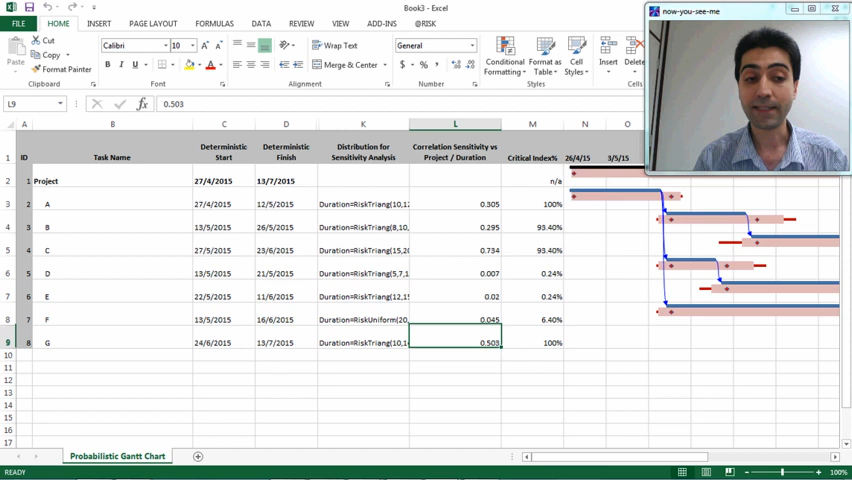 Book3 - Excel
now-you-see-me
FILE HOME INSERT PAGE LAYOUT FORMULAS DATA REVIEW VIEW ADD-INS @RISK
Cut
Copy
Format Painter
Paste
Clipboard
Calibri 10
B I U
Font
Wrap Text
Merge & Center
Alignment
General
$ % ,
Number
Conditional Formatting
Format as Table
Cell Styles
Styles
Insert Delete
Cells
L9 fx 0.503
A B C D K L M N O
1 ID Task Name Deterministic Start Deterministic Finish Distribution for Sensitivity Analysis Correlation Sensitivity vs Project / Duration Critical Index% 26/4/15 3/5/15
2 1 Project 27/4/2015 13/7/2015 n/a
3 2 A 27/4/2015 12/5/2015 Duration=RiskTriang(10,12 0.305 100%
4 3 B 13/5/2015 26/5/2015 Duration=RiskTriang(8,10, 0.295 93.40%
5 4 C 27/5/2015 23/6/2015 Duration=RiskTriang(15,20 0.734 93.40%
6 5 D 13/5/2015 21/5/2015 Duration=RiskTriang(5,7,1 0.007 0.24%
7 6 E 22/5/2015 11/6/2015 Duration=RiskTriang(12,15 0.02 0.24%
8 7 F 13/5/2015 16/6/2015 Duration=RiskUniform(20, 0.045 6.40%
9 8 G 24/6/2015 13/7/2015 Duration=RiskTriang(10,14 0.503 100%
10
11
12
13
14
15
16
17
Probabilistic Gantt Chart
READY 100%